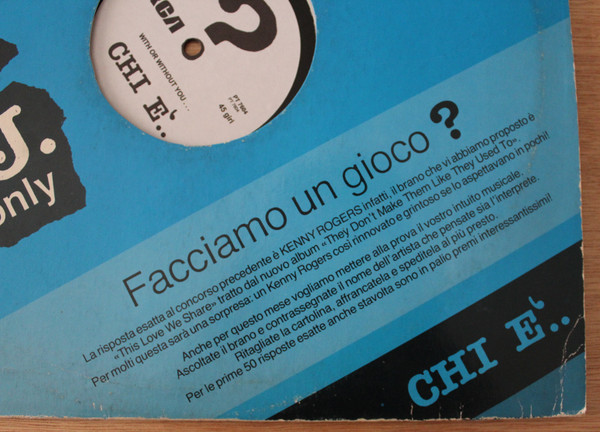 RCA
?
WITH OR WITHOUT YOU...
CHI E'..
PT 7984
45 giri
J.
only
Facciamo un gioco?
La risposta esatta al concorso precedente è KENNY ROGERS infatti, il brano che vi abbiamo proposto è
«This Love We Share» tratto dal nuovo album «They Don't Make Them Like They Used To».
Per molti questa sarà una sorpresa: un Kenny Rogers così rinnovato e grintoso se lo aspettavano in pochi!
Anche per questo mese vogliamo mettere alla prova il vostro intuito musicale.
Ascoltate il brano e contrassegnate il nome dell'artista che pensate sia l'interprete.
Ritagliate la cartolina, affrancatela e speditela al più presto.
Per le prime 50 risposte esatte anche stavolta sono in palio premi interessantissimi!
CHI E'..